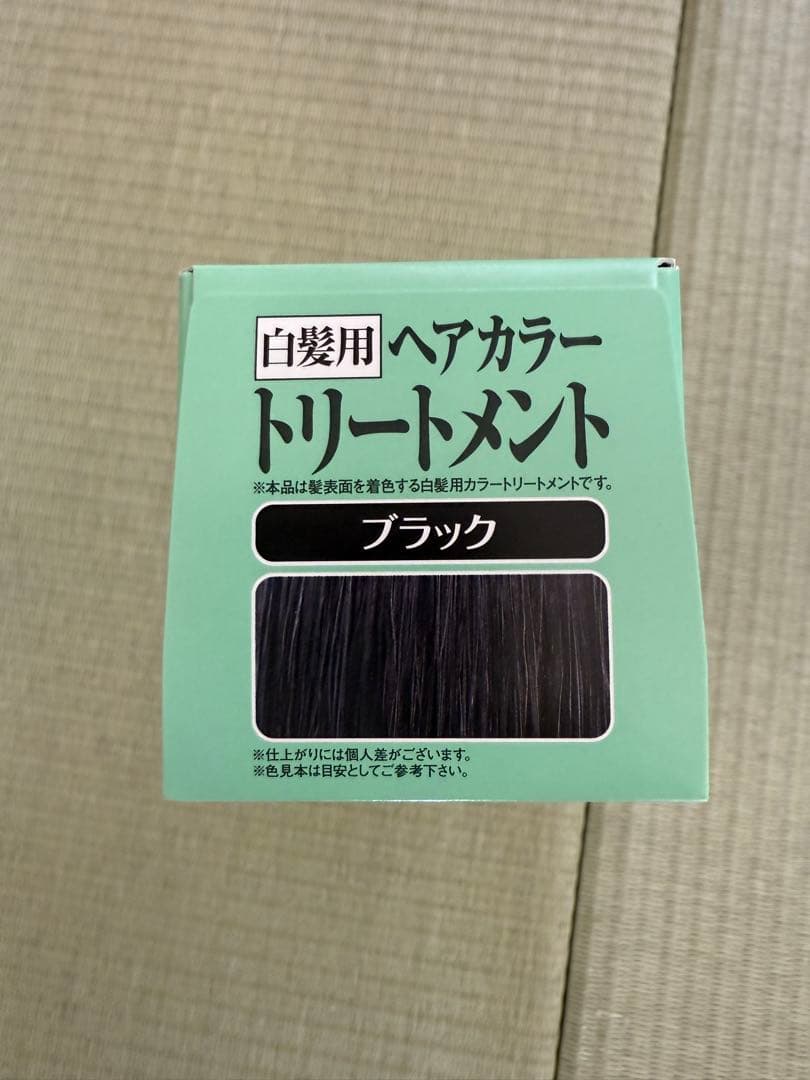 白髪用 ヘアカラー
トリートメント
※本品は髪表面を着色する白髪用カラートリートメントです。
ブラック
※仕上がりには個人差がございます。
※色見本は目安としてご参考下さい。